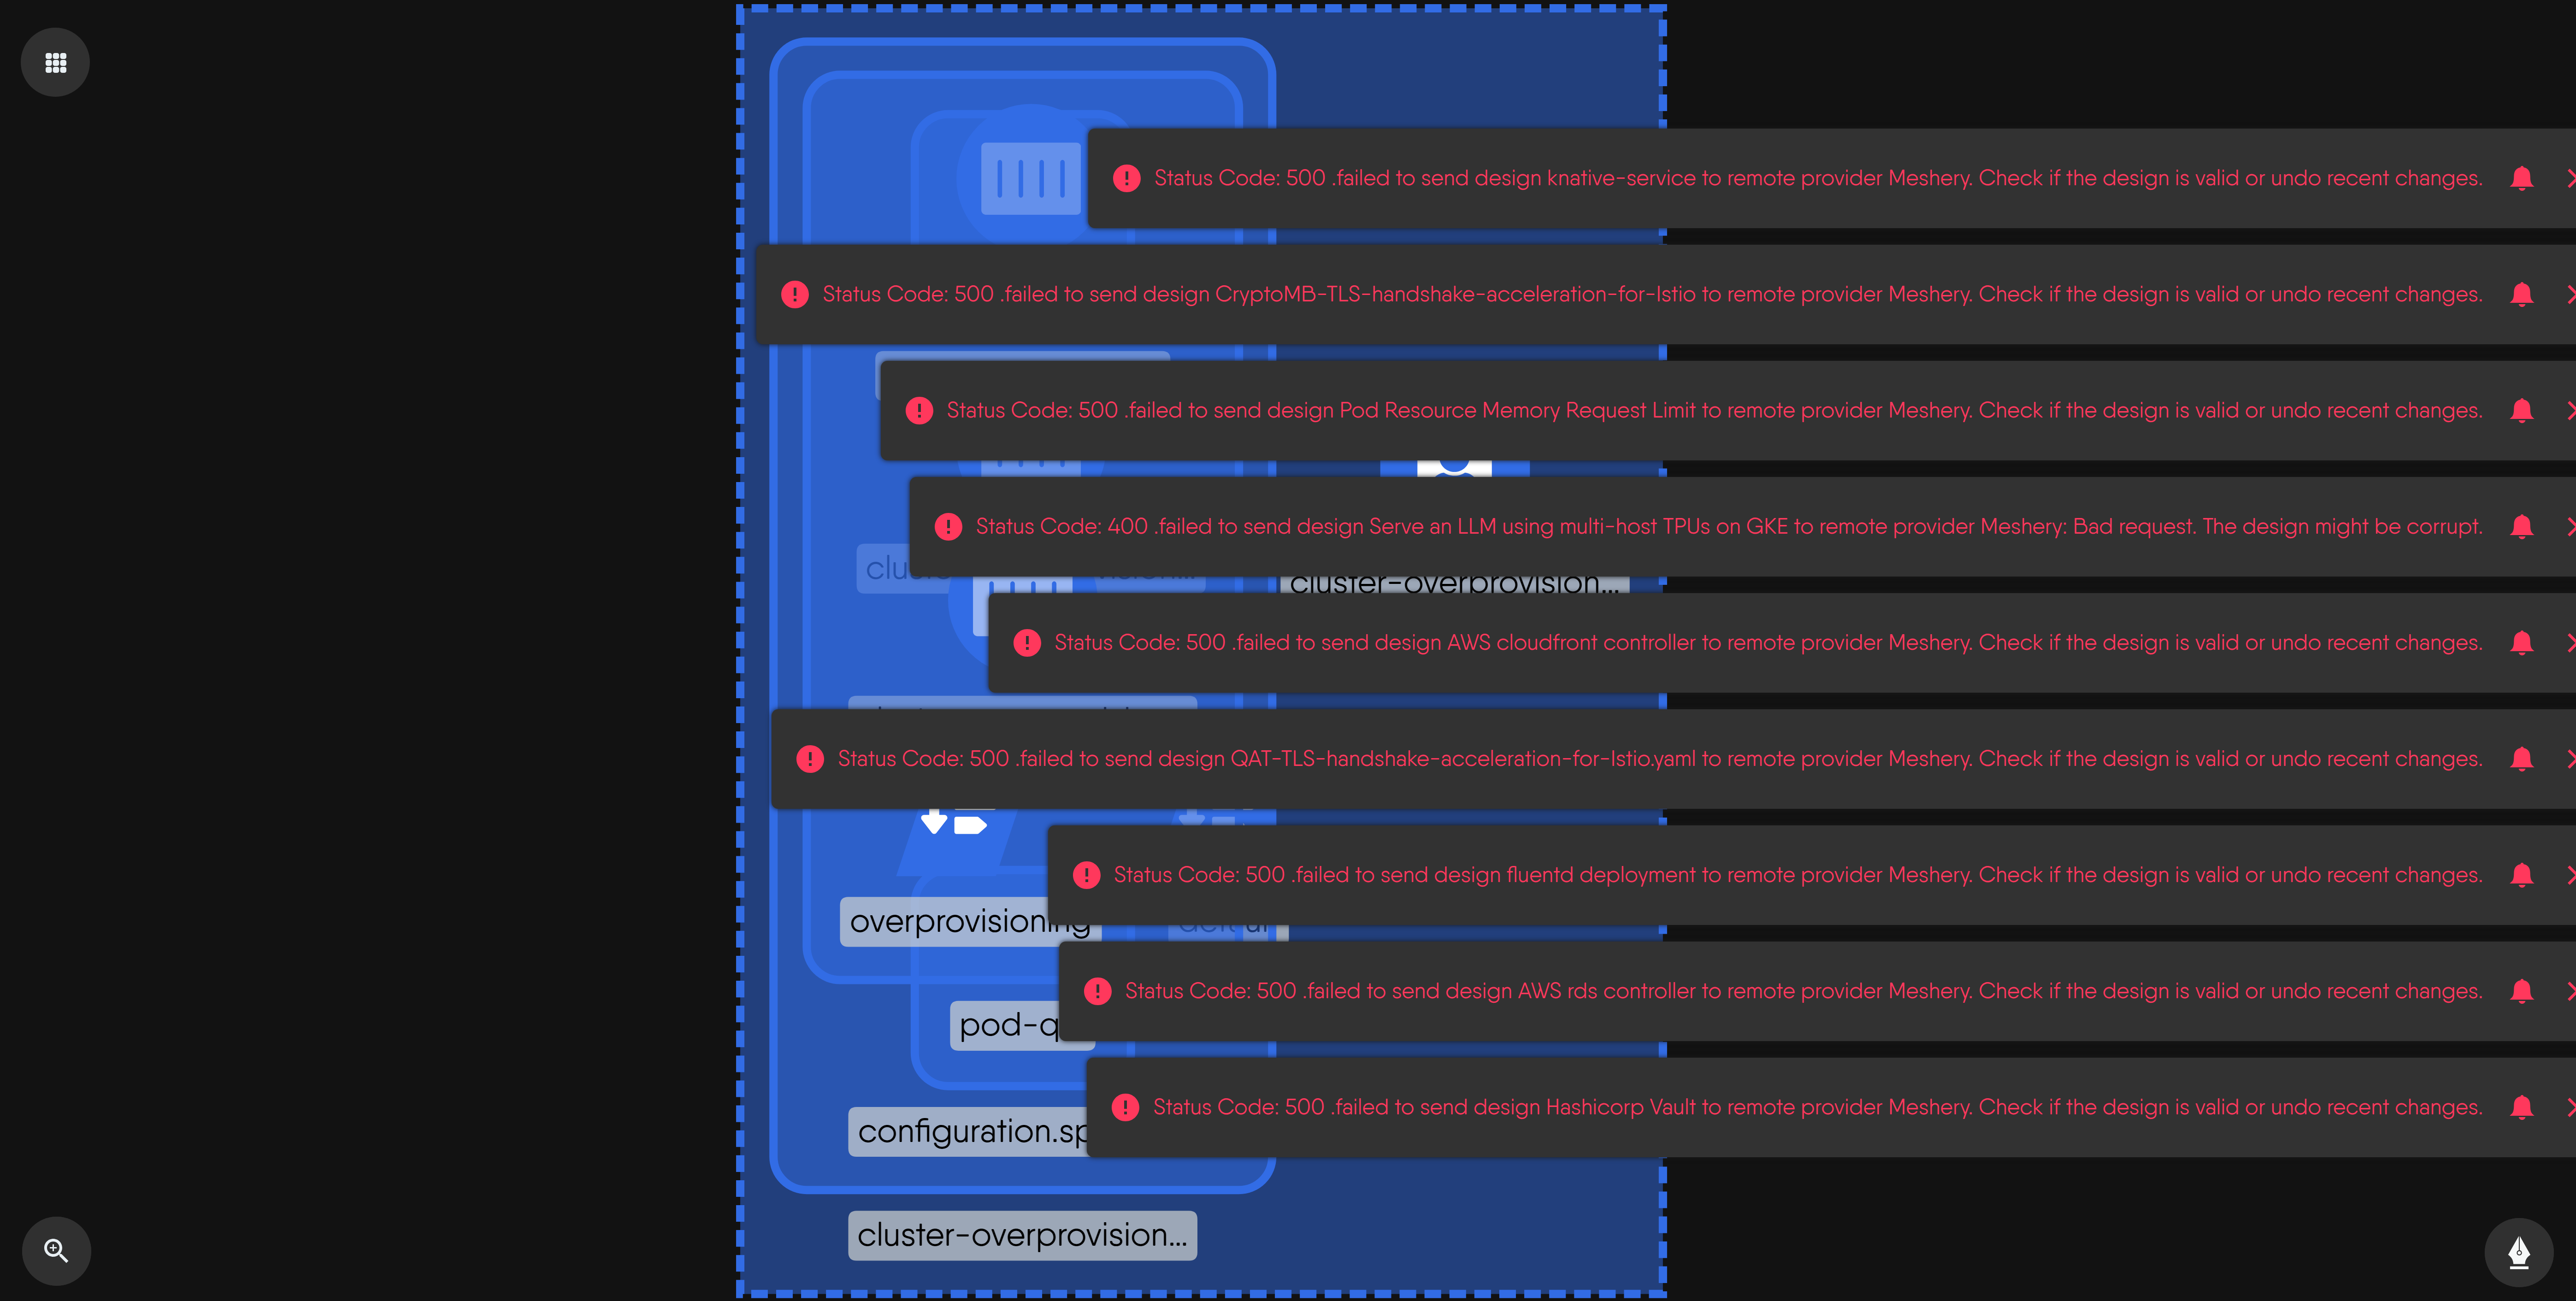 Status Code: 500 .failed to send design knative-service to remote provider Meshery. Check if the design is valid or undo recent changes.
Status Code: 500 .failed to send design CryptoMB-TLS-handshake-acceleration-for-Istio to remote provider Meshery. Check if the design is valid or undo recent changes.
Status Code: 500 .failed to send design Pod Resource Memory Request Limit to remote provider Meshery. Check if the design is valid or undo recent changes.
Status Code: 400 .failed to send design Serve an LLM using multi-host TPUs on GKE to remote provider Meshery: Bad request. The design might be corrupt.
cluster-overprovision...
Status Code: 500 .failed to send design AWS cloudfront controller to remote provider Meshery. Check if the design is valid or undo recent changes.
Status Code: 500 .failed to send design QAT-TLS-handshake-acceleration-for-Istio.yaml to remote provider Meshery. Check if the design is valid or undo recent changes.
Status Code: 500 .failed to send design fluentd deployment to remote provider Meshery. Check if the design is valid or undo recent changes.
overprovisioning
Status Code: 500 .failed to send design AWS rds controller to remote provider Meshery. Check if the design is valid or undo recent changes.
pod-q
Status Code: 500 .failed to send design Hashicorp Vault to remote provider Meshery. Check if the design is valid or undo recent changes.
configuration.sp
cluster-overprovision...